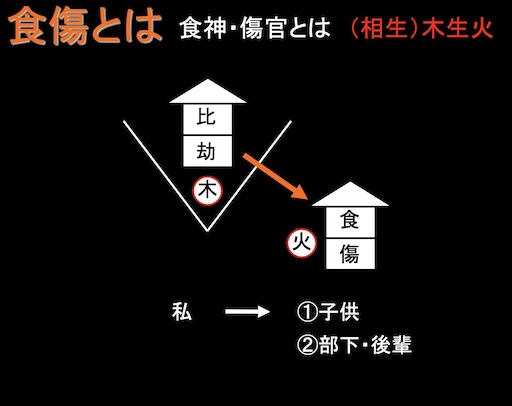 食傷とは 食神・傷官とは （相生）木生火
比
劫
木
食
火
傷
私 ①子供
②部下・後輩